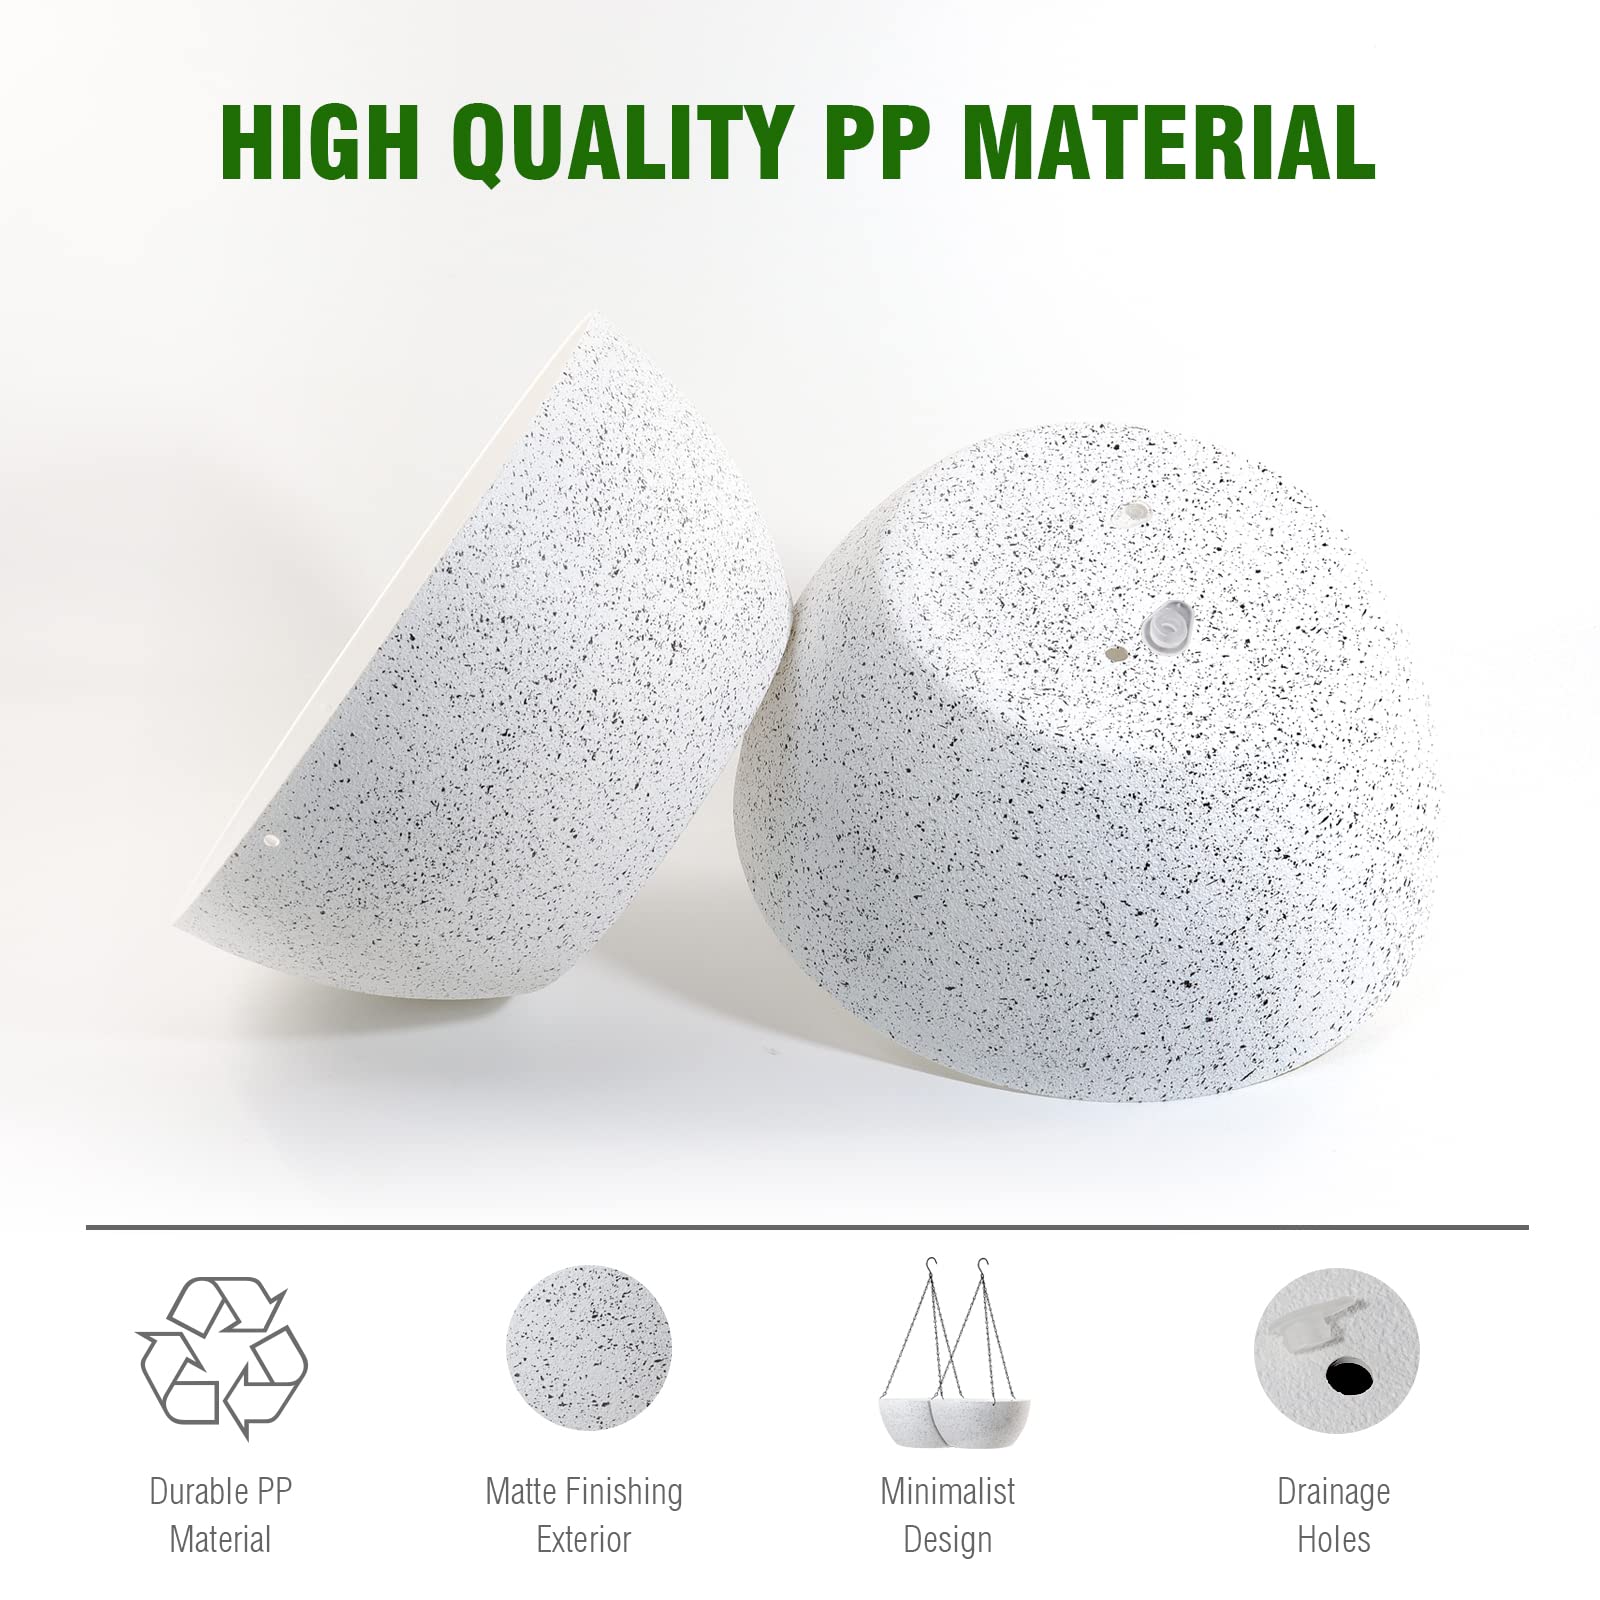 HIGH QUALITY PP MATERIAL
Durable PP
Material
Matte Finishing
Exterior
Minimalist
Design
Drainage
Holes